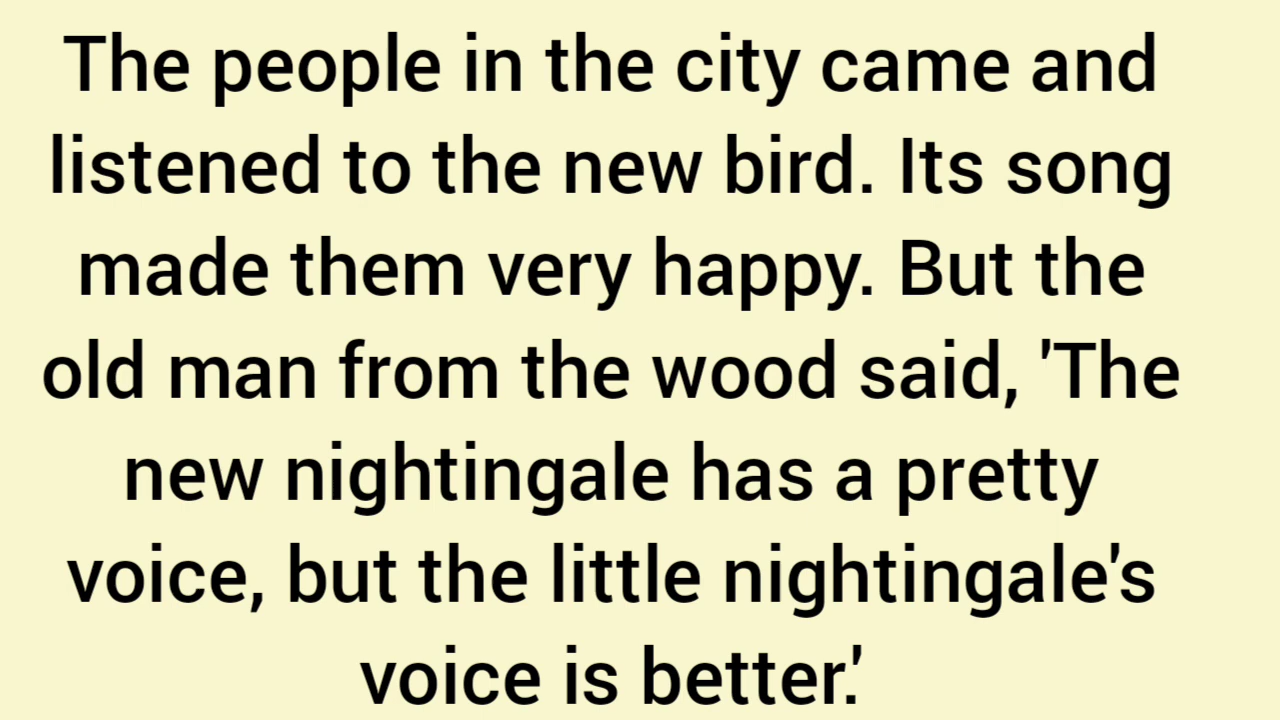 The people in the city came and
listened to the new bird. Its song
made them very happy. But the
old man from the wood said, 'The
new nightingale has a pretty
voice, but the little nightingale's
voice is better.'